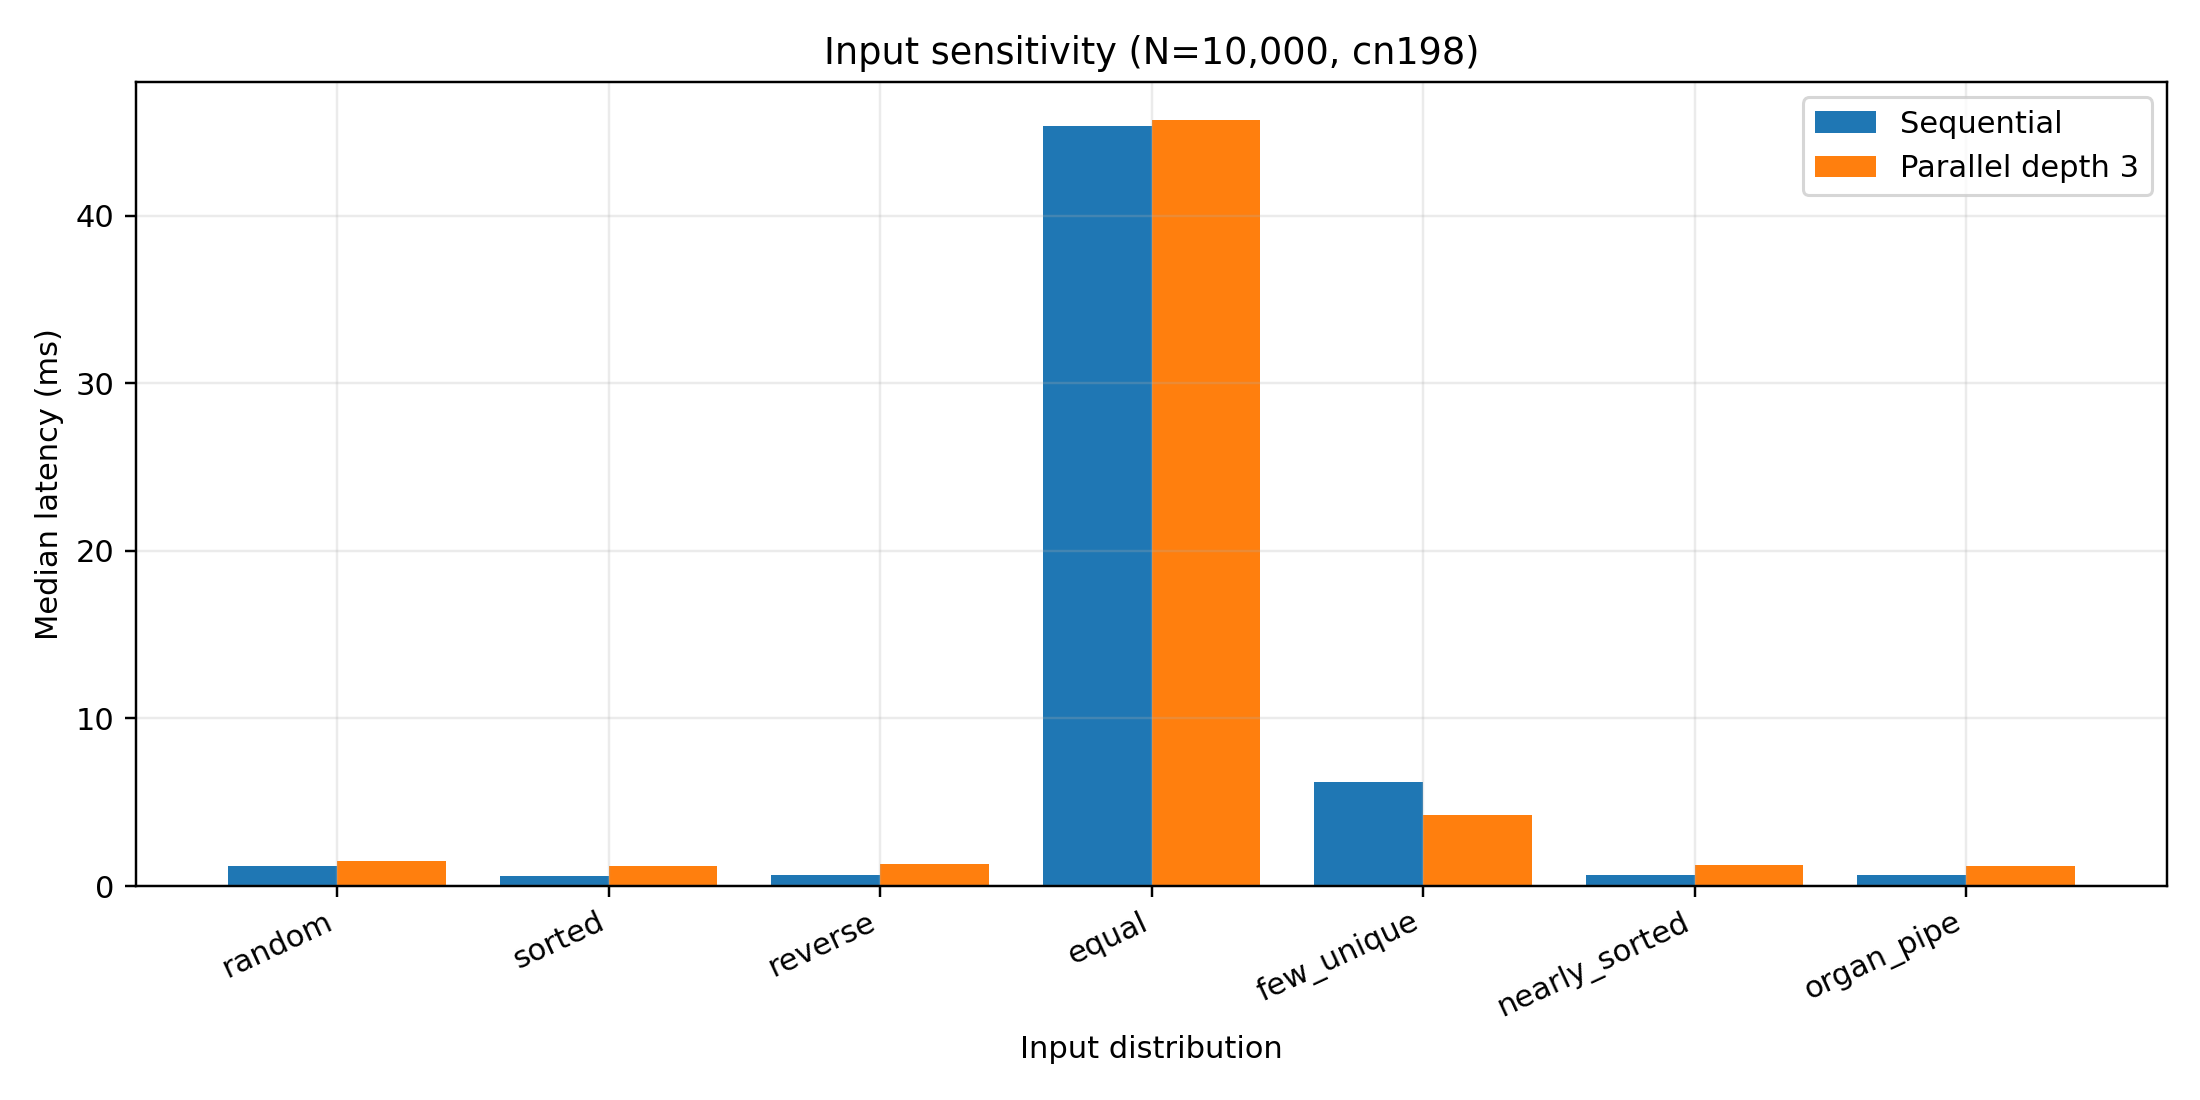 Input sensitivity (N=10,000, cn198)
Sequential
Parallel depth 3
Median latency (ms)
40
30
20
10
0
random
sorted
reverse
equal
few_unique
nearly_sorted
organ_pipe
Input distribution